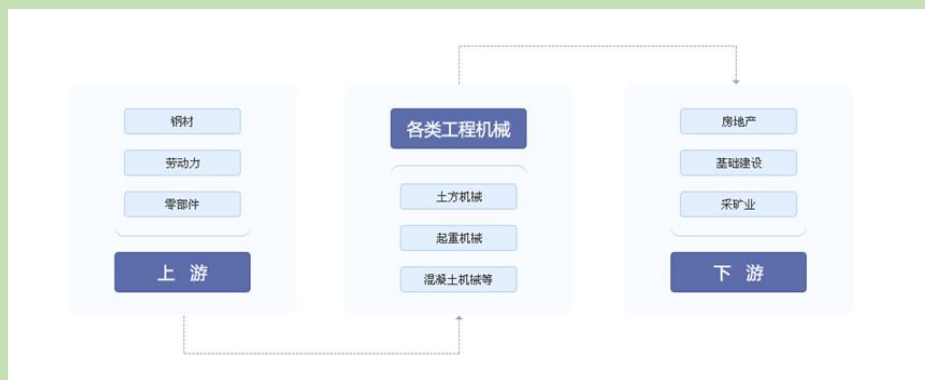 钢材
劳动力
零部件
上 游
各类工程机械
土方机械
起重机械
混凝土机械等
房地产
基础建设
采矿业
下 游